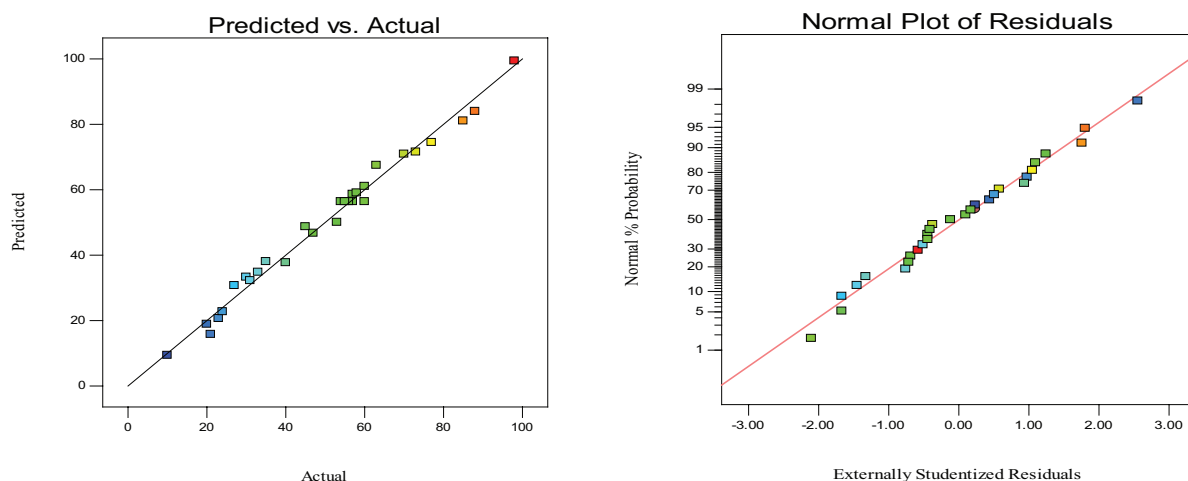 Predicted vs. Actual
Predicted
100
80
60
40
20
0
0 20 40 60 80 100
Actual
Normal Plot of Residuals
Normal % Probability
99
95
90
80
70
50
30
20
10
5
1
-3.00 -2.00 -1.00 0.00 1.00 2.00 3.00
Externally Studentized Residuals